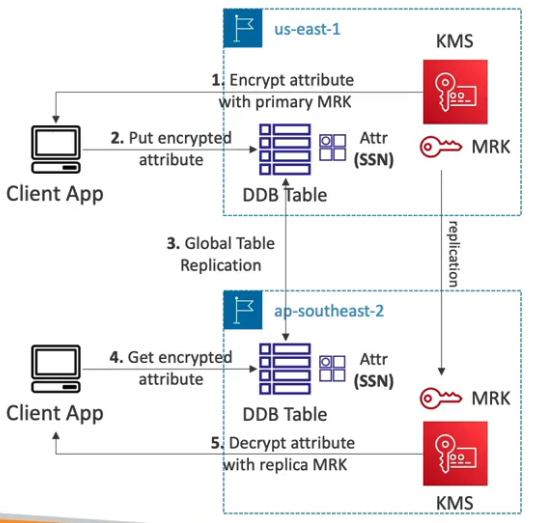 us-east-1
KMS
1. Encrypt attribute
with primary MRK
2. Put encrypted
attribute
Attr
(SSN)
MRK
Client App
DDB Table
3. Global Table
Replication
replication
ap-southeast-2
4. Get encrypted
attribute
Attr
(SSN)
MRK
Client App
DDB Table
5. Decrypt attribute
with replica MRK
KMS